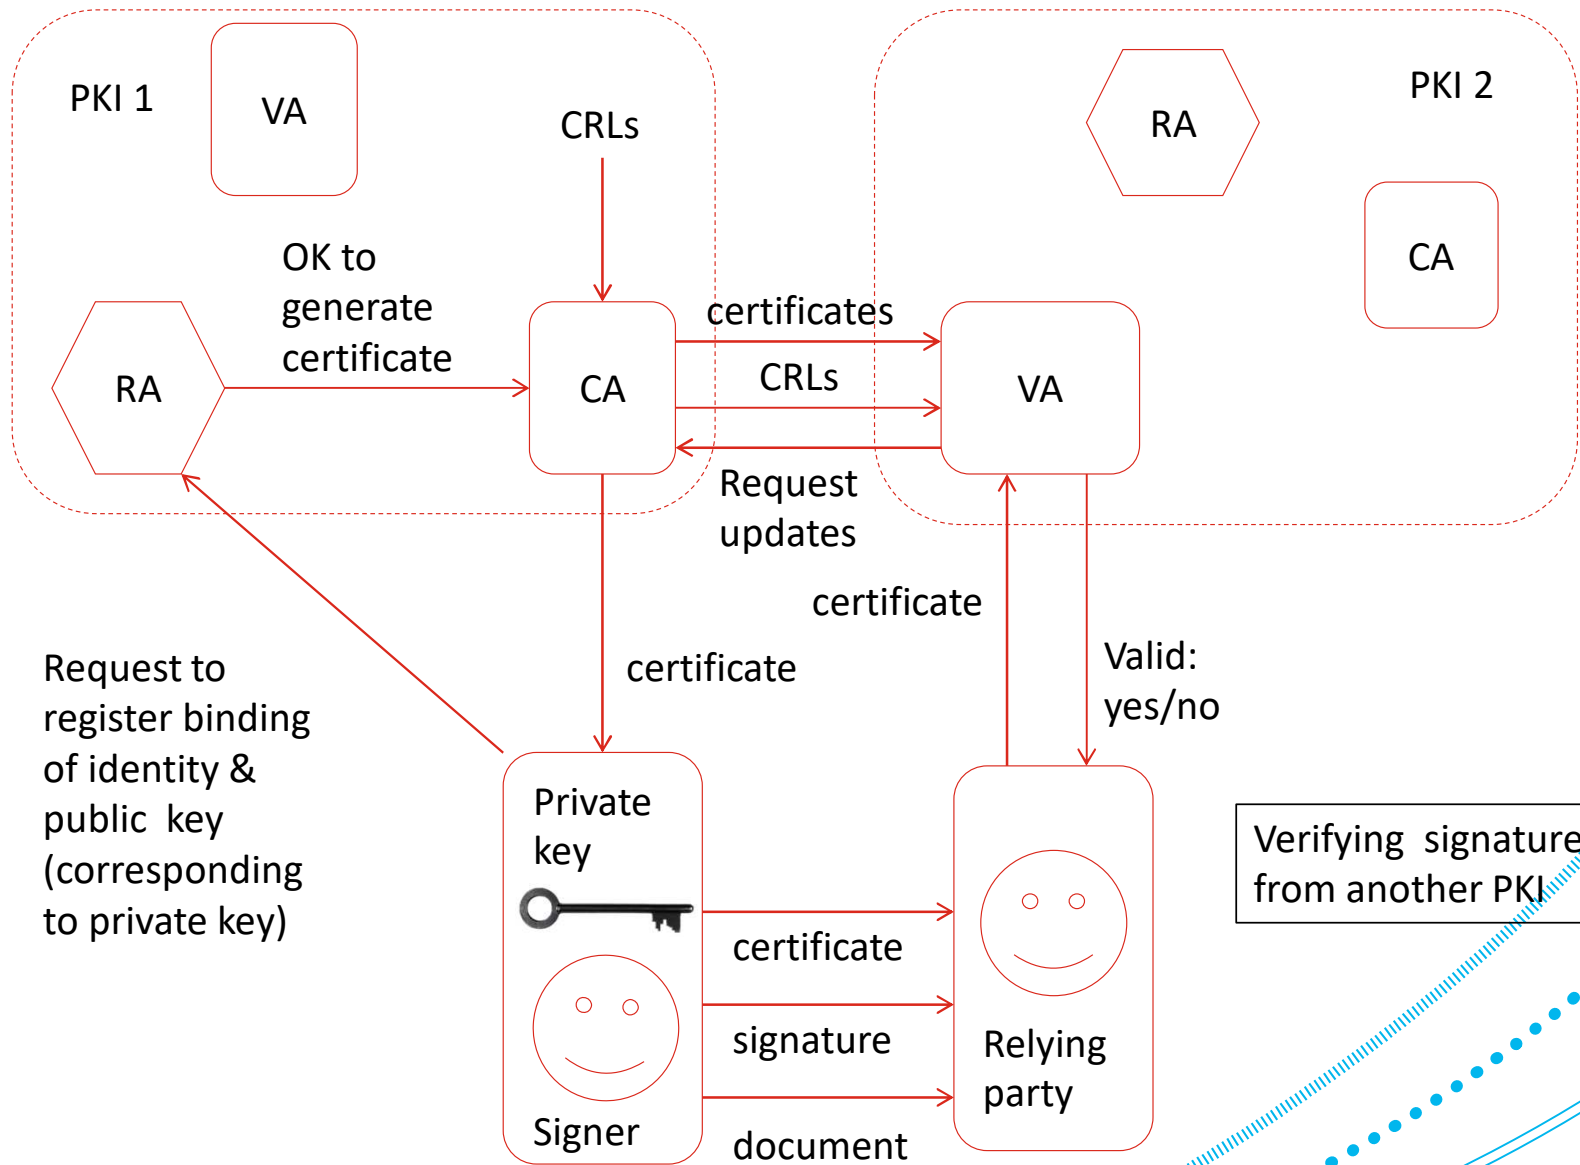 PKI 1
VA
CRLs
RA
PKI 2
CA
OK to
generate
certificate
RA
CA
certificates
CRLs
VA
Request
updates
certificate
certificate
Valid:
yes/no
Request to
register binding
of identity &
public key
(corresponding
to private key)
Private
key
certificate
signature
document
Signer
Relying
party
Verifying signature
from another PKI